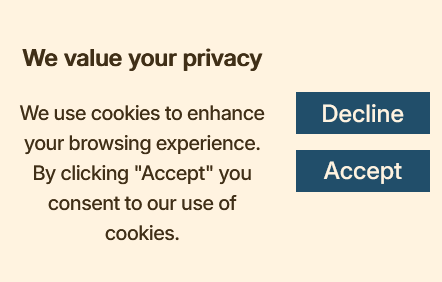 We value your privacy
We use cookies to enhance
your browsing experience.
By clicking "Accept" you
consent to our use of
cookies.
Decline
Accept